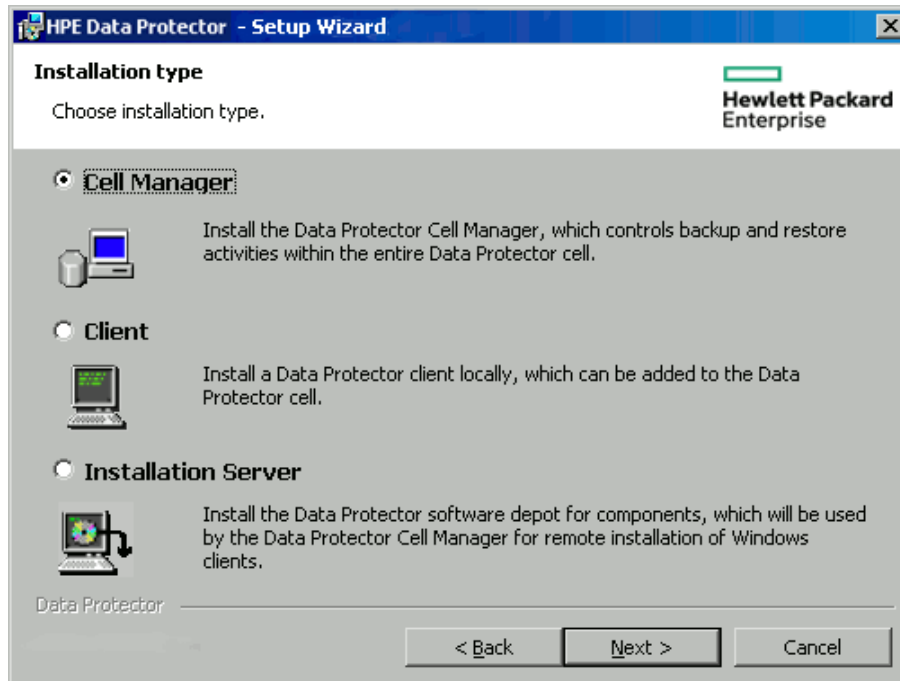 HPE Data Protector - Setup Wizard
Installation type
Choose installation type.
Hewlett Packard
Enterprise
Cell Manager
Install the Data Protector Cell Manager, which controls backup and restore
activities within the entire Data Protector cell.
Client
Install a Data Protector client locally, which can be added to the Data
Protector cell.
Installation Server
Install the Data Protector software depot for components, which will be used
by the Data Protector Cell Manager for remote installation of Windows
clients.
Data Protector
< Back
Next >
Cancel